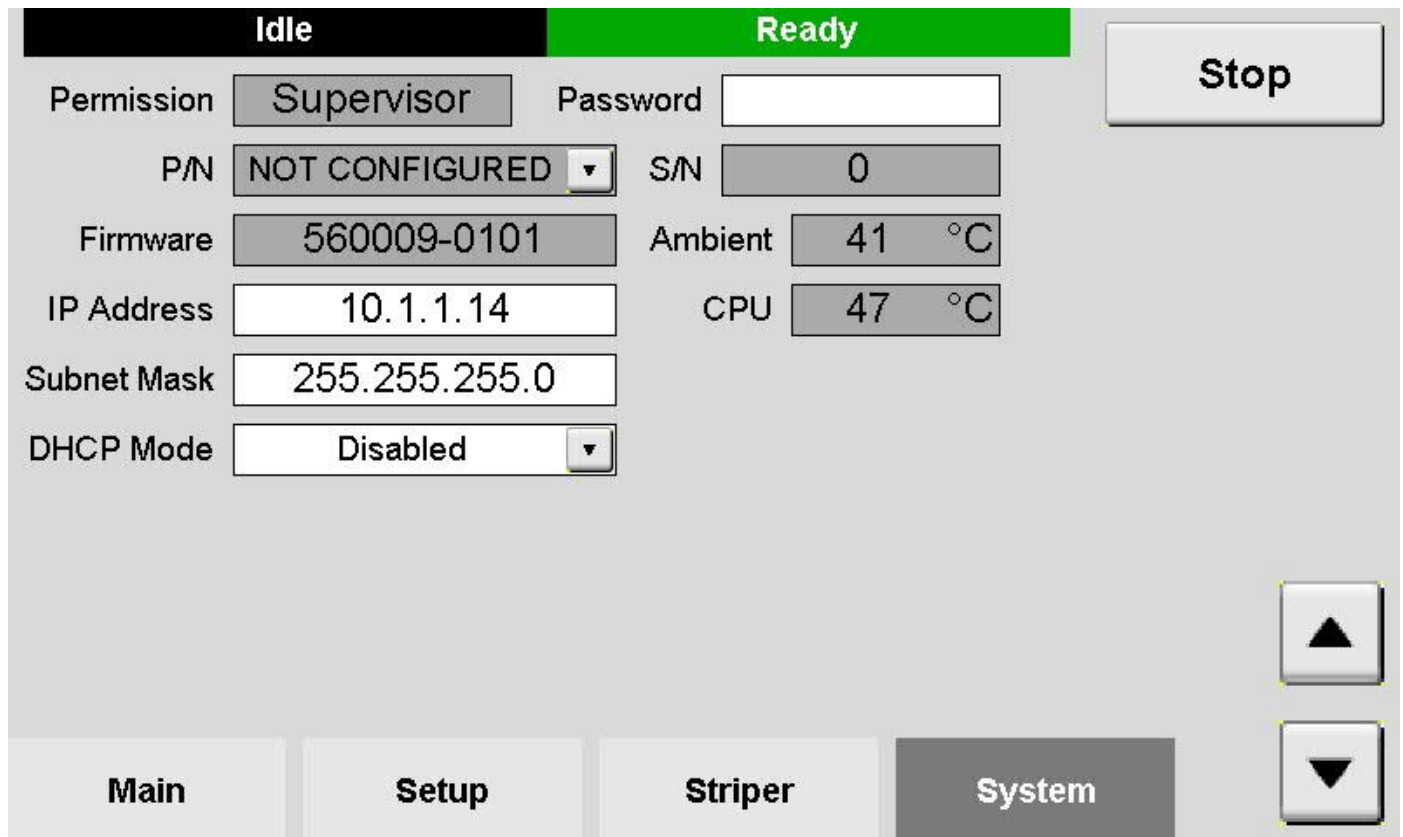 Idle Ready
Stop
Permission Supervisor Password
P/N NOT CONFIGURED S/N 0
Firmware 560009-0101 Ambient 41 °C
IP Address 10.1.1.14 CPU 47 °C
Subnet Mask 255.255.255.0
DHCP Mode Disabled
Main Setup Striper System